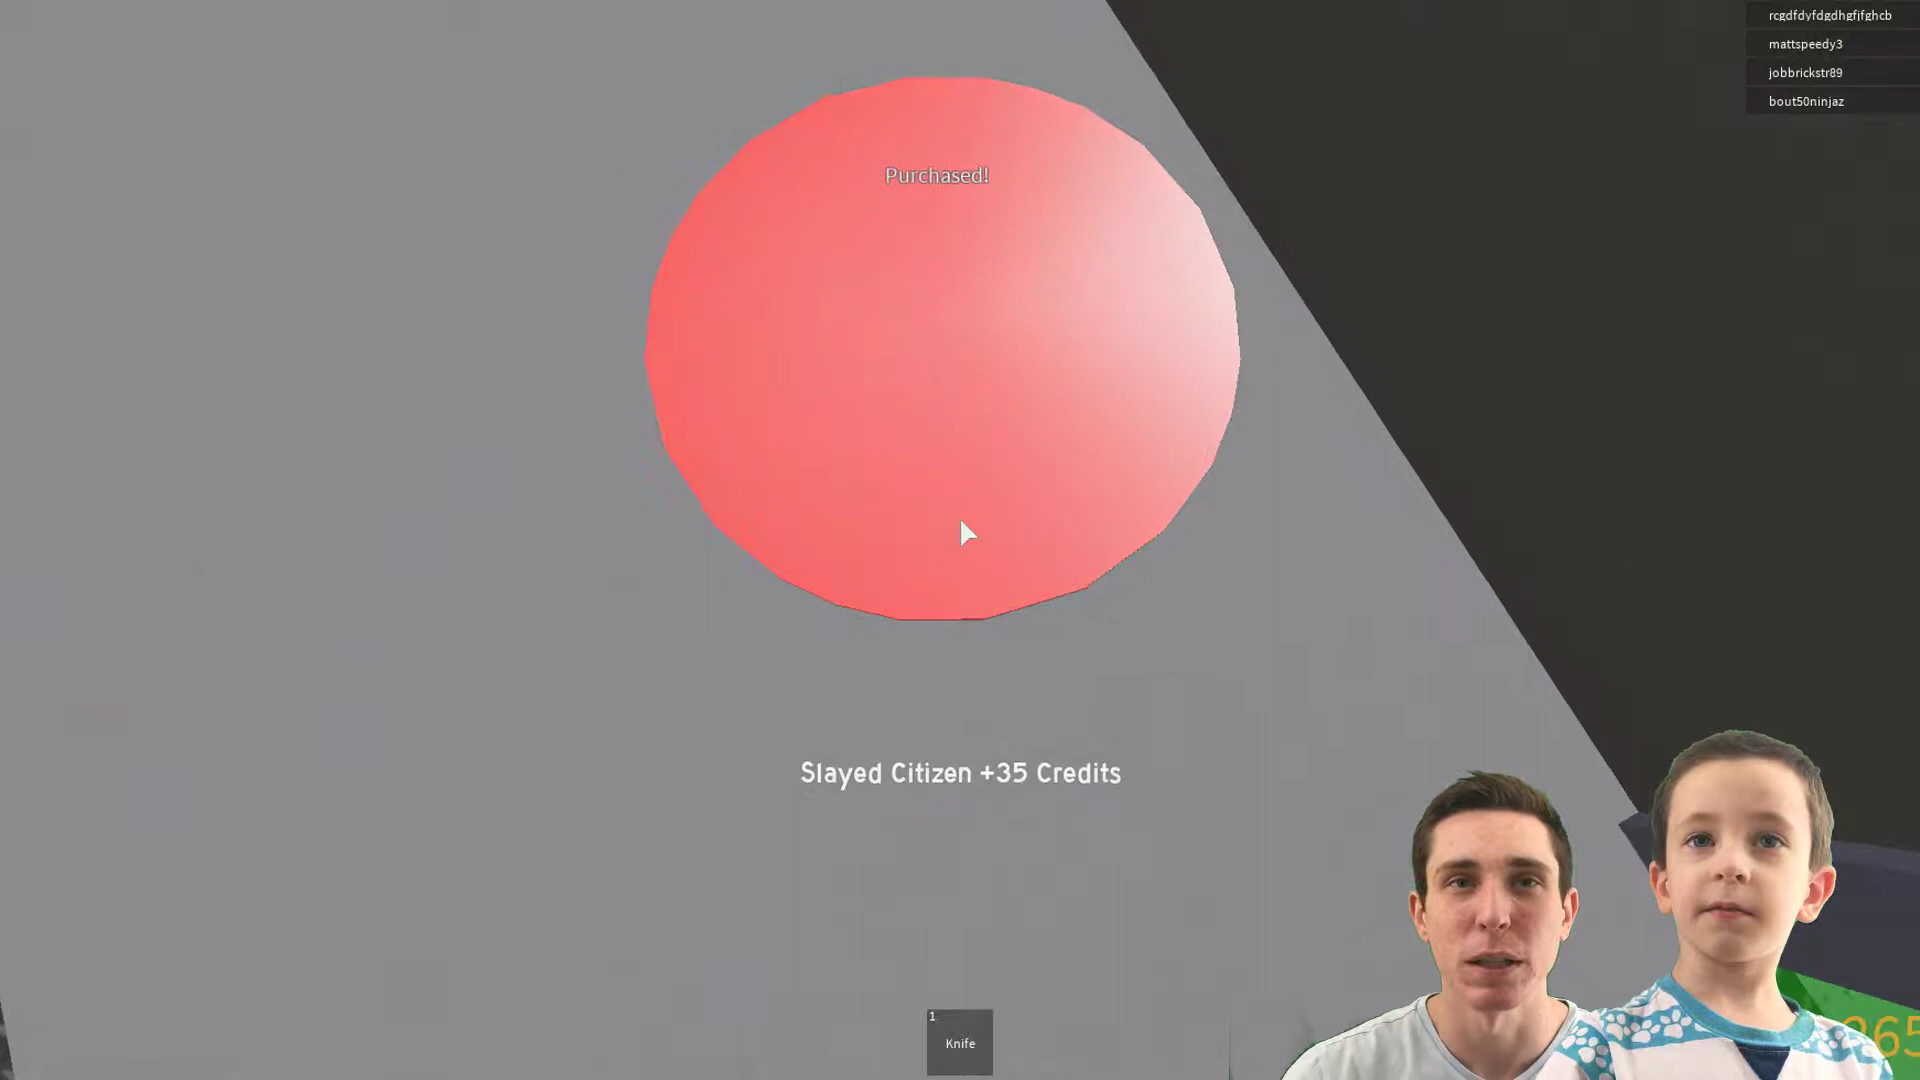 rcgdfdyfdgdhgfjfghcb
mattspeedy3
jobbrickstr89
bout50ninjaz
Purchased!
Slayed Citizen +35 Credits
1
Knife